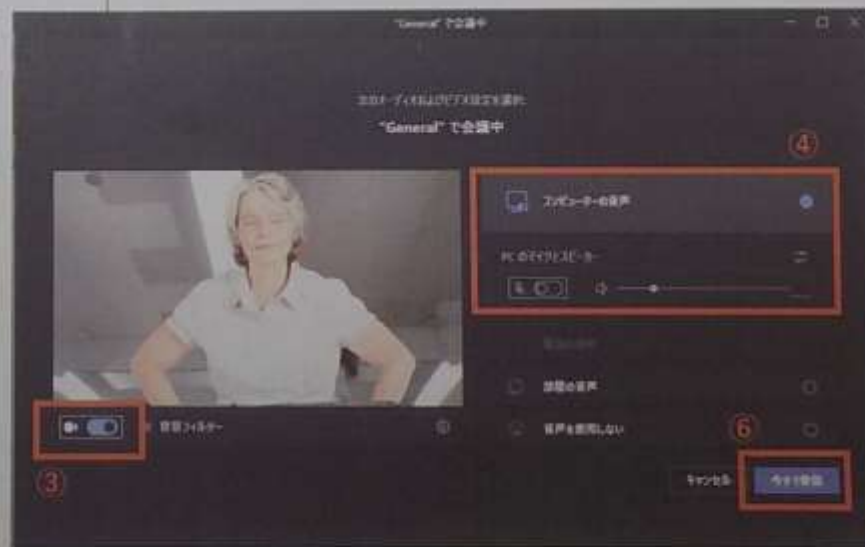 "General" で会議中
次のオーディオおよびビデオ設定を選択:
"General" で会議中
④
コンピューターの音声
PC のマイクとスピーカー
部屋の音声
背景フィルター
音声を使用しない
③
⑥
キャンセル
今すぐ参加